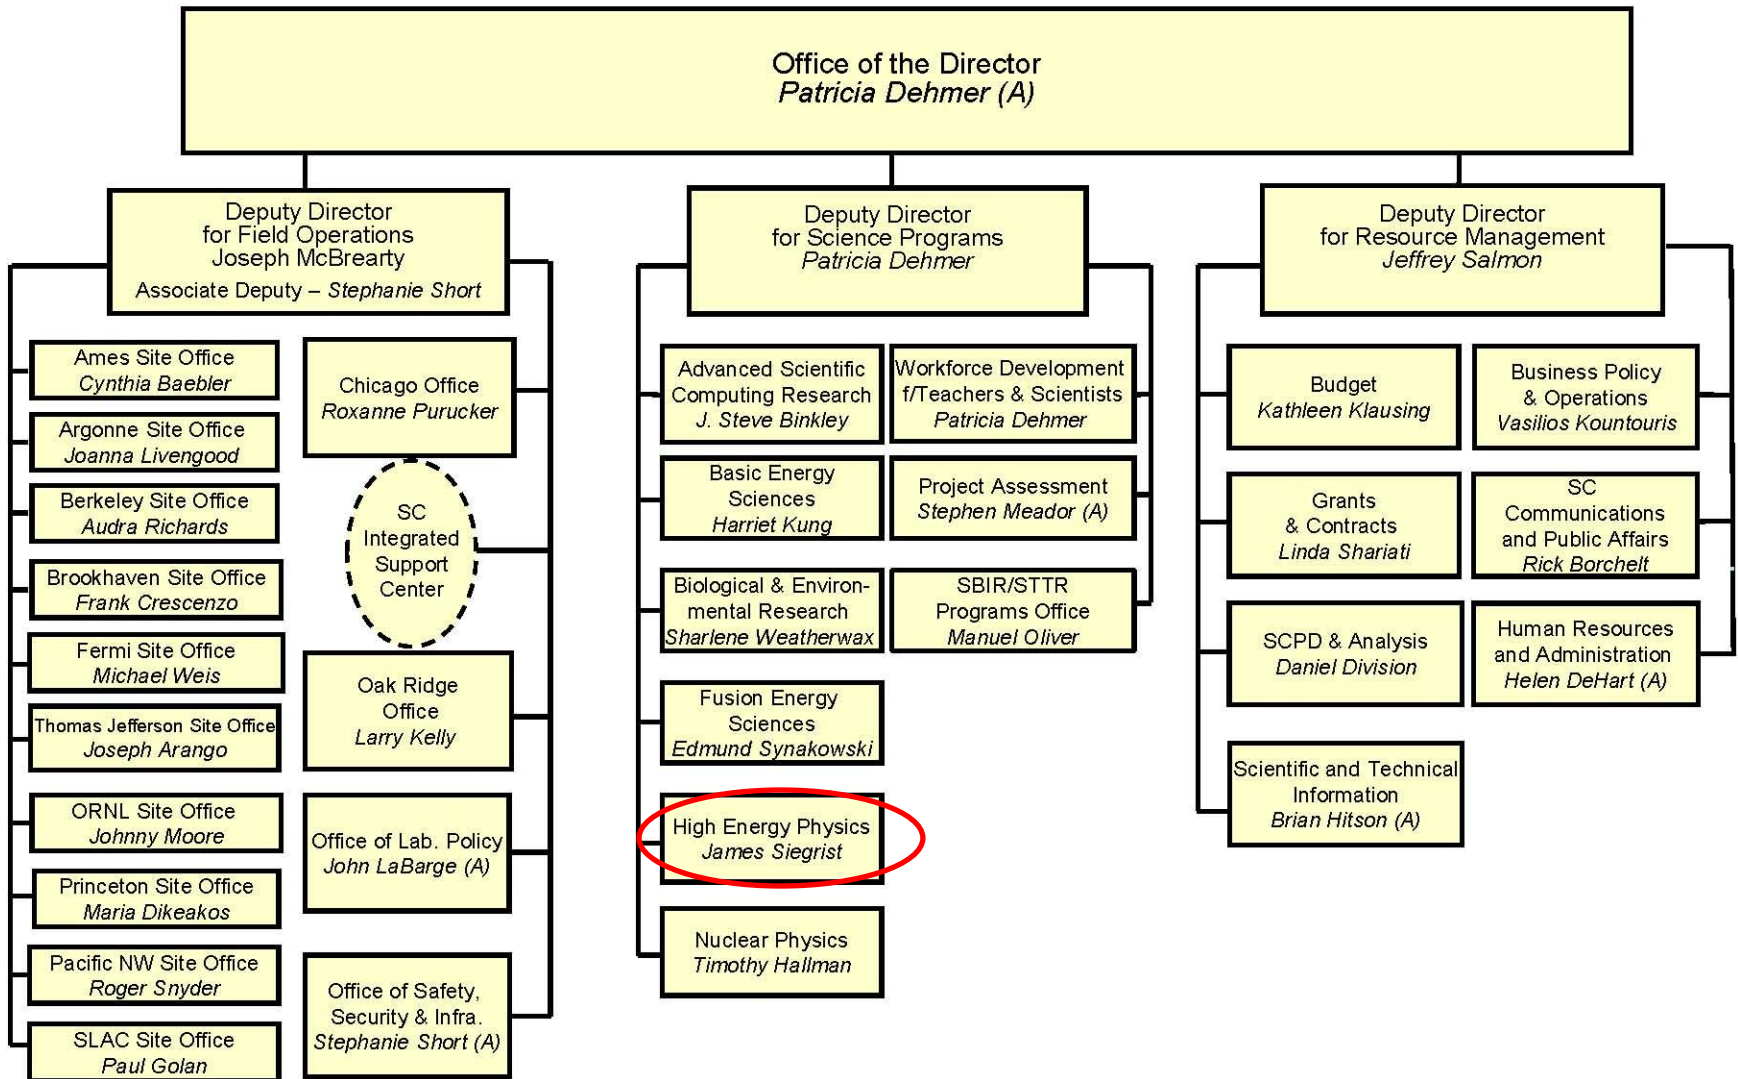 Office of the Director
Patricia Dehmer (A)
Deputy Director
for Field Operations
Joseph McBrearty
Associate Deputy – Stephanie Short
Ames Site Office
Cynthia Baebler
Argonne Site Office
Joanna Livengood
Berkeley Site Office
Audra Richards
Brookhaven Site Office
Frank Crescenzo
Fermi Site Office
Michael Weis
Thomas Jefferson Site Office
Joseph Arango
ORNL Site Office
Johnny Moore
Princeton Site Office
Maria Dikeakos
Pacific NW Site Office
Roger Snyder
SLAC Site Office
Paul Golan
Chicago Office
Roxanne Purucker
SC
Integrated
Support
Center
Oak Ridge
Office
Larry Kelly
Office of Lab. Policy
John LaBarge (A)
Office of Safety,
Security & Infra.
Stephanie Short (A)
Deputy Director
for Science Programs
Patricia Dehmer
Advanced Scientific
Computing Research
J. Steve Binkley
Basic Energy
Sciences
Harriet Kung
Biological & Environ-
mental Research
Sharlene Weatherwax
Fusion Energy
Sciences
Edmund Synakowski
High Energy Physics
James Siegrist
Nuclear Physics
Timothy Hallman
Workforce Development
f/Teachers & Scientists
Patricia Dehmer
Project Assessment
Stephen Meador (A)
SBIR/STTR
Programs Office
Manuel Oliver
Deputy Director
for Resource Management
Jeffrey Salmon
Budget
Kathleen Klausing
Grants
& Contracts
Linda Shariati
SCPD & Analysis
Daniel Division
Scientific and Technical
Information
Brian Hitson (A)
Business Policy
& Operations
Vasilios Kountouris
SC
Communications
and Public Affairs
Rick Borchelt
Human Resources
and Administration
Helen DeHart (A)